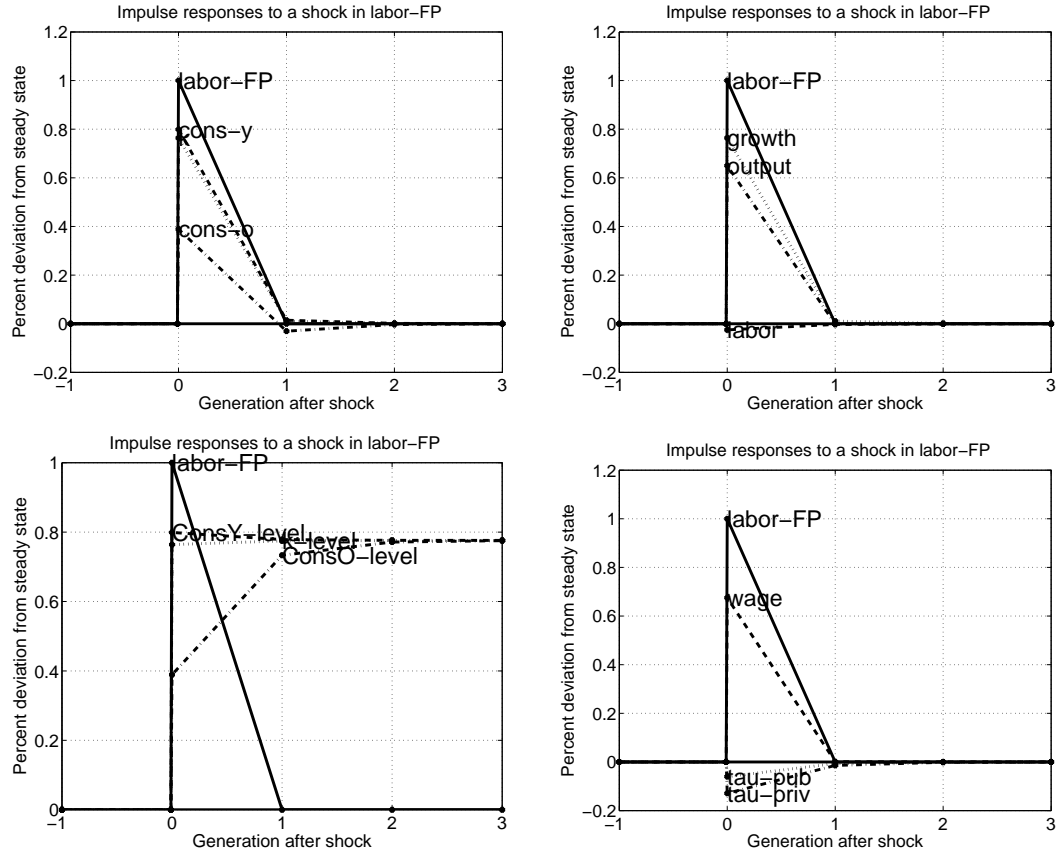 Impulse responses to a shock in labor−FP
Percent deviation from steady state
1.2
1
0.8
0.6
0.4
0.2
0
−0.2
labor−FP
cons−y
cons−o
−1 0 1 2 3
Generation after shock
Impulse responses to a shock in labor−FP
Percent deviation from steady state
1.2
1
0.8
0.6
0.4
0.2
0
−0.2
labor−FP
growth
output
labor
−1 0 1 2 3
Generation after shock
Impulse responses to a shock in labor−FP
Percent deviation from steady state
1
0.8
0.6
0.4
0.2
0
labor−FP
ConsY−level
k−level
ConsO−level
−1 0 1 2 3
Generation after shock
Impulse responses to a shock in labor−FP
Percent deviation from steady state
1.2
1
0.8
0.6
0.4
0.2
0
−0.2
labor−FP
wage
tau−pub
tau−priv
−1 0 1 2 3
Generation after shock